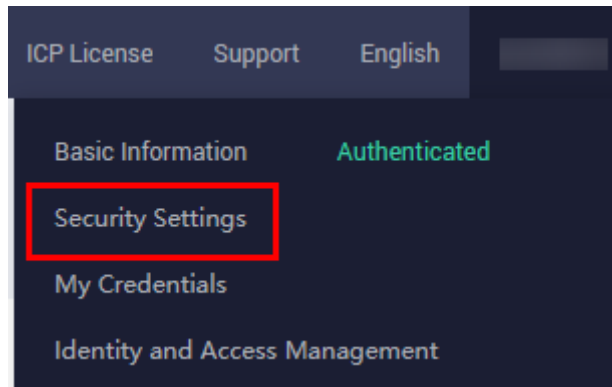 ICP License Support English
Basic Information Authenticated
Security Settings
My Credentials
Identity and Access Management